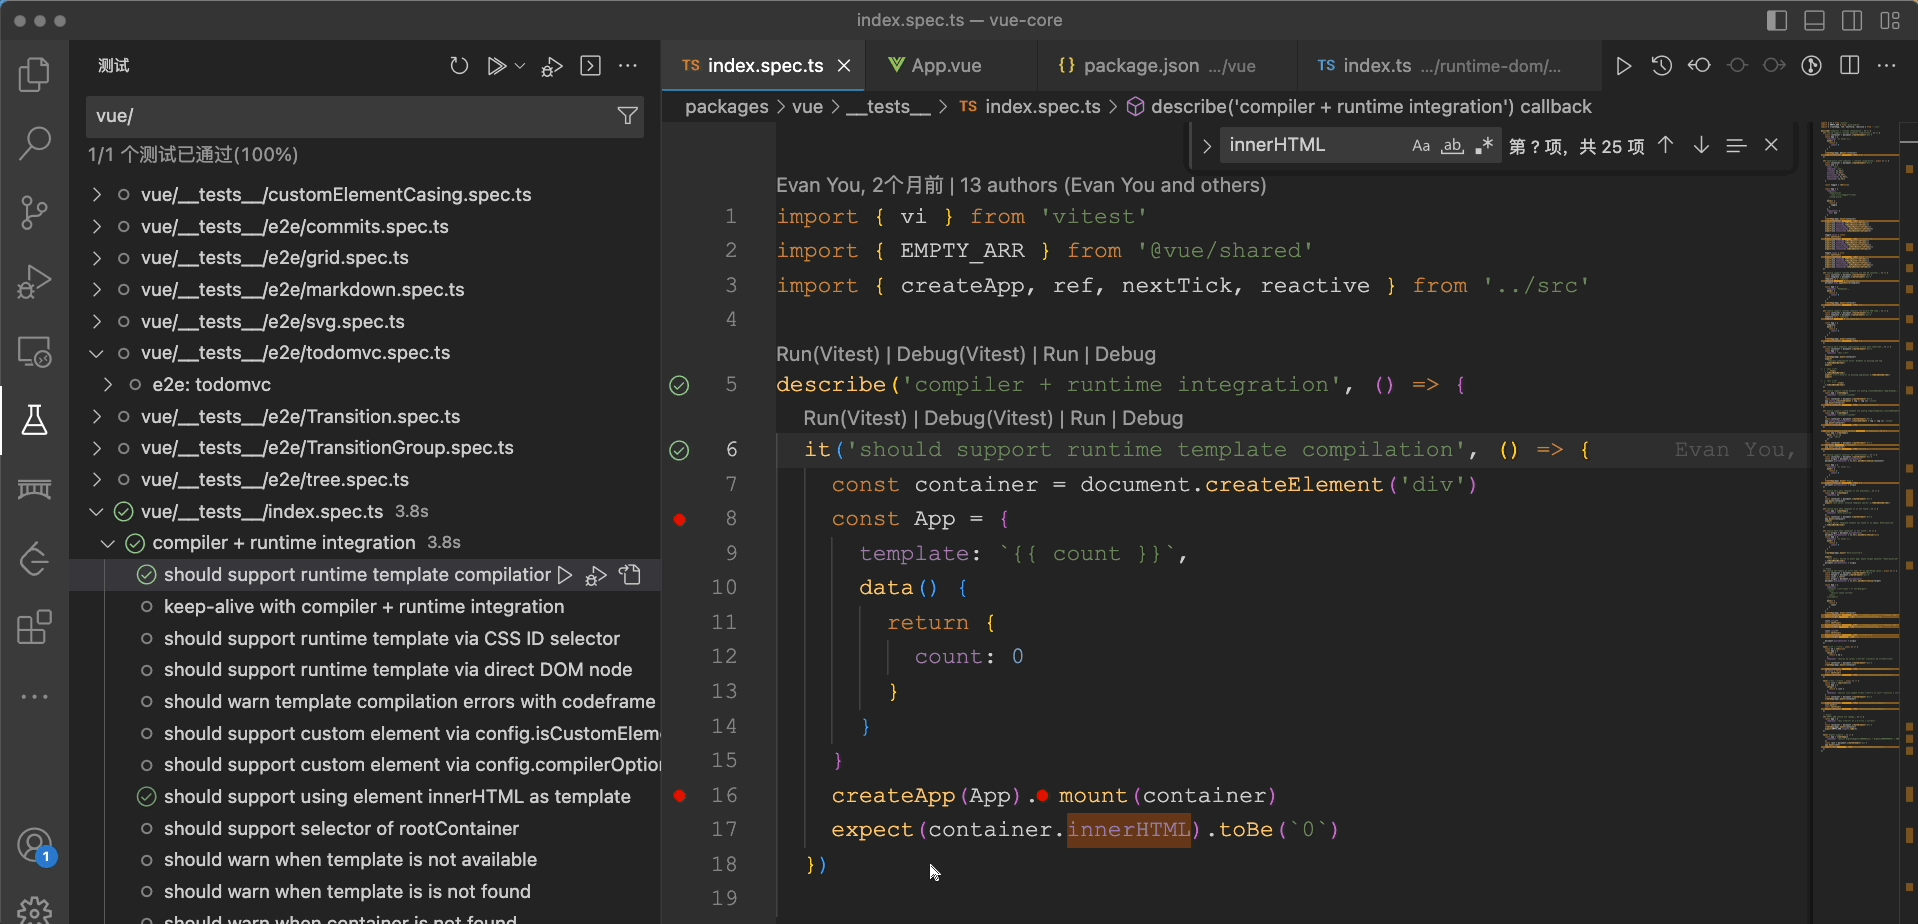 index.spec.ts — vue-core
测试
vue/
1/1 个测试已通过(100%)
vue/__tests__/customElementCasing.spec.ts
vue/__tests__/e2e/commits.spec.ts
vue/__tests__/e2e/grid.spec.ts
vue/__tests__/e2e/markdown.spec.ts
vue/__tests__/e2e/svg.spec.ts
vue/__tests__/e2e/todomvc.spec.ts
e2e: todomvc
vue/__tests__/e2e/Transition.spec.ts
vue/__tests__/e2e/TransitionGroup.spec.ts
vue/__tests__/e2e/tree.spec.ts
vue/__tests__/index.spec.ts 3.8s
compiler + runtime integration 3.8s
should support runtime template compilation
keep-alive with compiler + runtime integration
should support runtime template via CSS ID selector
should support runtime template via direct DOM node
should warn template compilation errors with codeframe
should support custom element via config.isCustomElem
should support custom element via config.compilerOptio
should support using element innerHTML as template
should support selector of rootContainer
should warn when template is not available
should warn when template is is not found
should warn when container is not found
1
TS index.spec.ts App.vue {} package.json .../vue TS index.ts .../runtime-dom/...
packages > vue > __tests__ > TS index.spec.ts > describe('compiler + runtime integration') callback
innerHTML Aa ab .* 第 ? 项, 共 25 项
Evan You, 2个月前 | 13 authors (Evan You and others)
1 import { vi } from 'vitest'
2 import { EMPTY_ARR } from '@vue/shared'
3 import { createApp, ref, nextTick, reactive } from '../src'
4
Run(Vitest) | Debug(Vitest) | Run | Debug
5 describe('compiler + runtime integration', () => {
Run(Vitest) | Debug(Vitest) | Run | Debug
6 it('should support runtime template compilation', () => { Evan You,
7 const container = document.createElement('div')
8 const App = {
9 template: `{{ count }}`,
10 data() {
11 return {
12 count: 0
13 }
14 }
15 }
16 createApp(App).mount(container)
17 expect(container.innerHTML).toBe(`0`)
18 })
19